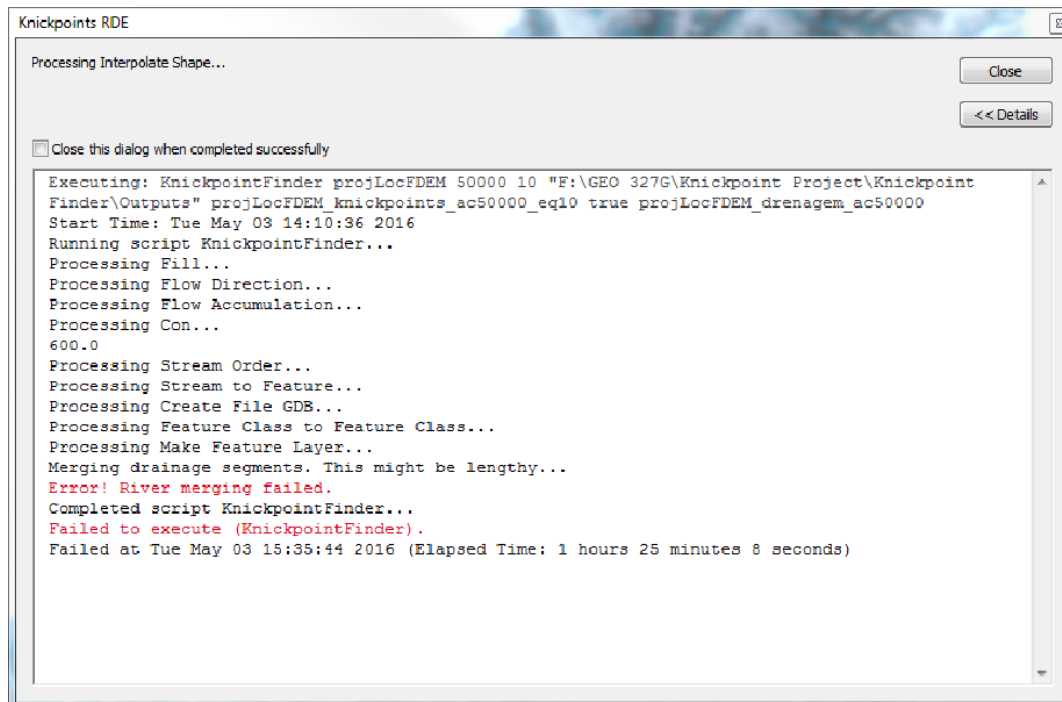 Knickpoints RDE
Processing Interpolate Shape...
Close
<< Details
Close this dialog when completed successfully
Executing: KnickpointFinder projLocFDEM 50000 10 "F:\GEO 327G\Knickpoint Project\Knickpoint
Finder\Outputs" projLocFDEM_knickpoints_ac50000_eq10 true projLocFDEM_drenagem_ac50000
Start Time: Tue May 03 14:10:36 2016
Running script KnickpointFinder...
Processing Fill...
Processing Flow Direction...
Processing Flow Accumulation...
Processing Con...
600.0
Processing Stream Order...
Processing Stream to Feature...
Processing Create File GDB...
Processing Feature Class to Feature Class...
Processing Make Feature Layer...
Merging drainage segments. This might be lengthy...
Error! River merging failed.
Completed script KnickpointFinder...
Failed to execute (KnickpointFinder).
Failed at Tue May 03 15:35:44 2016 (Elapsed Time: 1 hours 25 minutes 8 seconds)